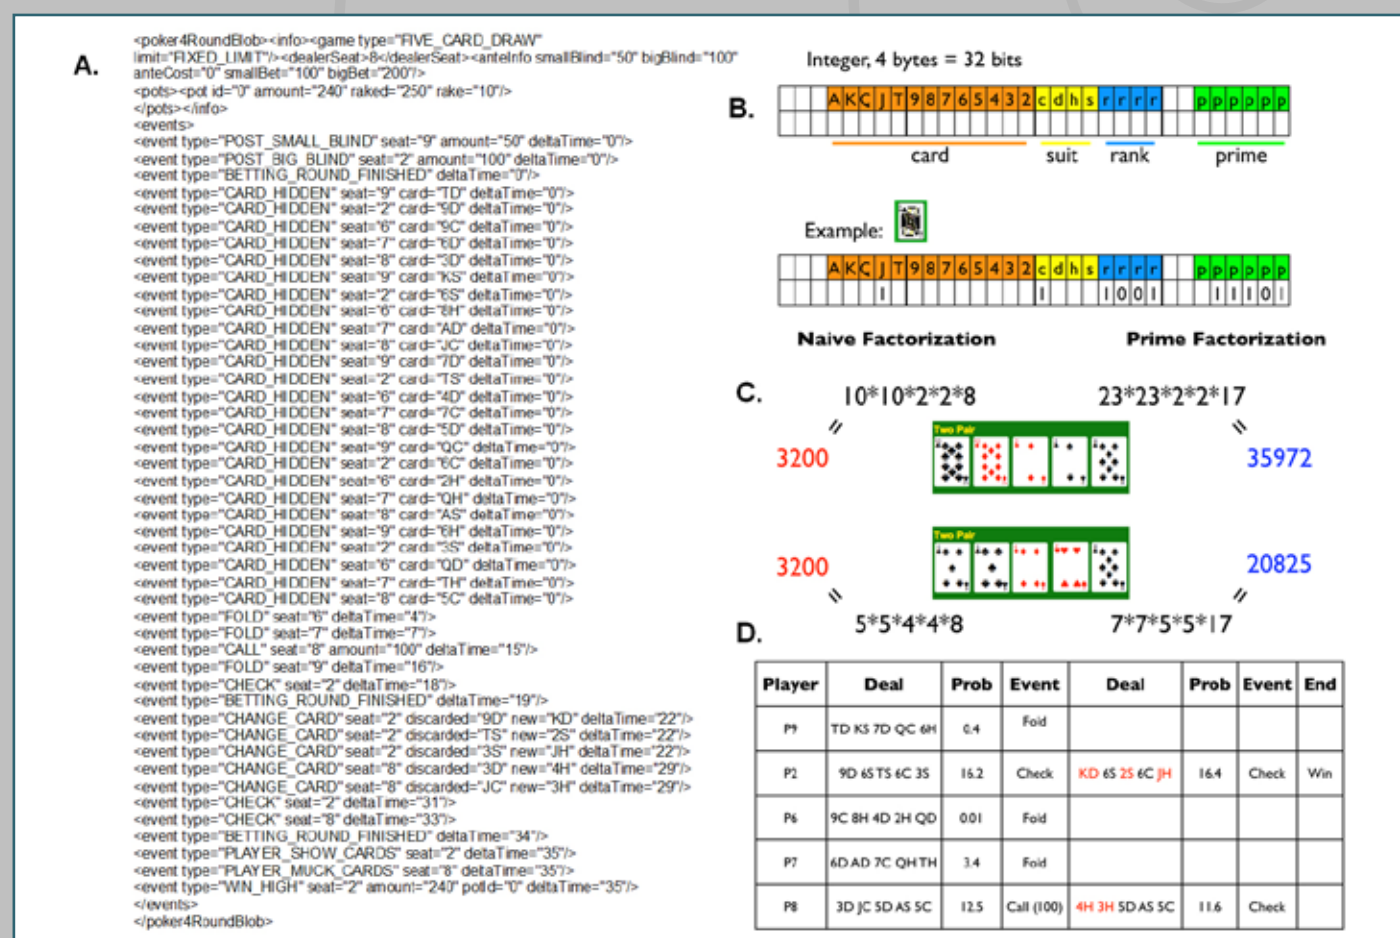 A.
<poker4RoundBlob><info><game type="FIVE_CARD_DRAW"
limit="FIXED_LIMIT"/><dealerSeat>8</dealerSeat><anteInfo smallBlind="50" bigBlind="100"
anteCost="0" smallBet="100" bigBet="200"/>
<pots><pot id="0" amount="240" raked="250" rake="10"/>
</pots></info>
<events>
<event type="POST_SMALL_BLIND" seat="9" amount="50" deltaTime="0"/>
<event type="POST_BIG_BLIND" seat="2" amount="100" deltaTime="0"/>
<event type="BETTING_ROUND_FINISHED" deltaTime="0"/>
<event type="CARD_HIDDEN" seat="9" card="TD" deltaTime="0"/>
<event type="CARD_HIDDEN" seat="2" card="9D" deltaTime="0"/>
<event type="CARD_HIDDEN" seat="6" card="9C" deltaTime="0"/>
<event type="CARD_HIDDEN" seat="7" card="6D" deltaTime="0"/>
<event type="CARD_HIDDEN" seat="8" card="3D" deltaTime="0"/>
<event type="CARD_HIDDEN" seat="9" card="KS" deltaTime="0"/>
<event type="CARD_HIDDEN" seat="2" card="6S" deltaTime="0"/>
<event type="CARD_HIDDEN" seat="6" card="8H" deltaTime="0"/>
<event type="CARD_HIDDEN" seat="7" card="AD" deltaTime="0"/>
<event type="CARD_HIDDEN" seat="8" card="JC" deltaTime="0"/>
<event type="CARD_HIDDEN" seat="9" card="7D" deltaTime="0"/>
<event type="CARD_HIDDEN" seat="2" card="TS" deltaTime="0"/>
<event type="CARD_HIDDEN" seat="6" card="4D" deltaTime="0"/>
<event type="CARD_HIDDEN" seat="7" card="7C" deltaTime="0"/>
<event type="CARD_HIDDEN" seat="8" card="5D" deltaTime="0"/>
<event type="CARD_HIDDEN" seat="9" card="QC" deltaTime="0"/>
<event type="CARD_HIDDEN" seat="2" card="6C" deltaTime="0"/>
<event type="CARD_HIDDEN" seat="6" card="2H" deltaTime="0"/>
<event type="CARD_HIDDEN" seat="7" card="QH" deltaTime="0"/>
<event type="CARD_HIDDEN" seat="8" card="AS" deltaTime="0"/>
<event type="CARD_HIDDEN" seat="9" card="6H" deltaTime="0"/>
<event type="CARD_HIDDEN" seat="2" card="3S" deltaTime="0"/>
<event type="CARD_HIDDEN" seat="6" card="QD" deltaTime="0"/>
<event type="CARD_HIDDEN" seat="7" card="TH" deltaTime="0"/>
<event type="CARD_HIDDEN" seat="8" card="5C" deltaTime="0"/>
<event type="FOLD" seat="6" deltaTime="4"/>
<event type="FOLD" seat="7" deltaTime="7"/>
<event type="CALL" seat="8" amount="100" deltaTime="15"/>
<event type="FOLD" seat="9" deltaTime="16"/>
<event type="CHECK" seat="2" deltaTime="18"/>
<event type="BETTING_ROUND_FINISHED" deltaTime="19"/>
<event type="CHANGE_CARD" seat="2" discarded="9D" new="KD" deltaTime="22"/>
<event type="CHANGE_CARD" seat="2" discarded="TS" new="2S" deltaTime="22"/>
<event type="CHANGE_CARD" seat="2" discarded="3S" new="JH" deltaTime="22"/>
<event type="CHANGE_CARD" seat="8" discarded="3D" new="4H" deltaTime="29"/>
<event type="CHANGE_CARD" seat="8" discarded="JC" new="3H" deltaTime="29"/>
<event type="CHECK" seat="2" deltaTime="31"/>
<event type="CHECK" seat="8" deltaTime="33"/>
<event type="BETTING_ROUND_FINISHED" deltaTime="34"/>
<event type="PLAYER_SHOW_CARDS" seat="2" deltaTime="35"/>
<event type="PLAYER_MUCK_CARDS" seat="8" deltaTime="35"/>
<event type="WIN_HIGH" seat="2" amount="240" potId="0" deltaTime="35"/>
</events>
</poker4RoundBlob>
Integer, 4 bytes = 32 bits
B.
A K Q J T 9 8 7 6 5 4 3 2 c d h s r r r r p p p p p p
card suit rank prime
Example:
A K Q J T 9 8 7 6 5 4 3 2 c d h s r r r r p p p p p p
1 1 1 0 0 1 1 1 1 0 1
Naive Factorization Prime Factorization
C.
10*10*2*2*8 23*23*2*2*17
= =
Two Pair
3200 35972
Two Pair
3200 20825
= =
5*5*4*4*8 7*7*5*5*17
D.
Player Deal Prob Event Deal Prob Event End
P9 TD KS 7D QC 6H 0.4 Fold
P2 9D 6S TS 6C 3S 16.2 Check KD 6S 2S 6C JH 16.4 Check Win
P6 9C 8H 4D 2H QD 0.01 Fold
P7 6D AD 7C QH TH 3.4 Fold
P8 3D JC 5D AS 5C 12.5 Call (100) 4H 3H 5D AS 5C 11.6 Check